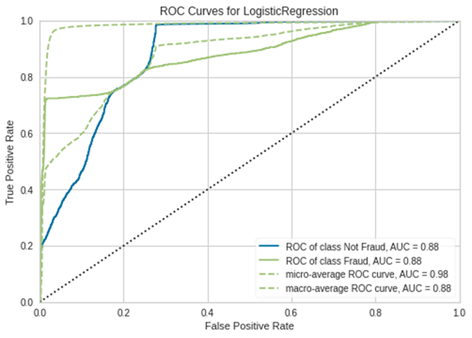 ROC Curves for LogisticRegression
True Positive Rate
1.0
0.8
0.6
0.4
0.2
0.0
0.0
0.2
0.4
0.6
0.8
1.0
False Positive Rate
ROC of class Not Fraud, AUC = 0.88
ROC of class Fraud, AUC = 0.88
micro-average ROC curve, AUC = 0.98
macro-average ROC curve, AUC = 0.88